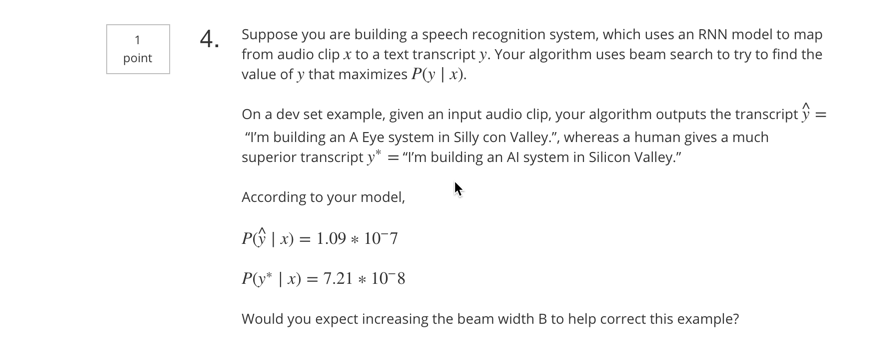 1
point
4.
Suppose you are building a speech recognition system, which uses an RNN model to map
from audio clip x to a text transcript y. Your algorithm uses beam search to try to find the
value of y that maximizes P(y | x).
On a dev set example, given an input audio clip, your algorithm outputs the transcript ŷ =
“I’m building an A Eye system in Silly con Valley.”, whereas a human gives a much
superior transcript y* = “I’m building an AI system in Silicon Valley.”
According to your model,
P(ŷ | x) = 1.09 ∗ 10⁻7
P(y* | x) = 7.21 ∗ 10⁻8
Would you expect increasing the beam width B to help correct this example?